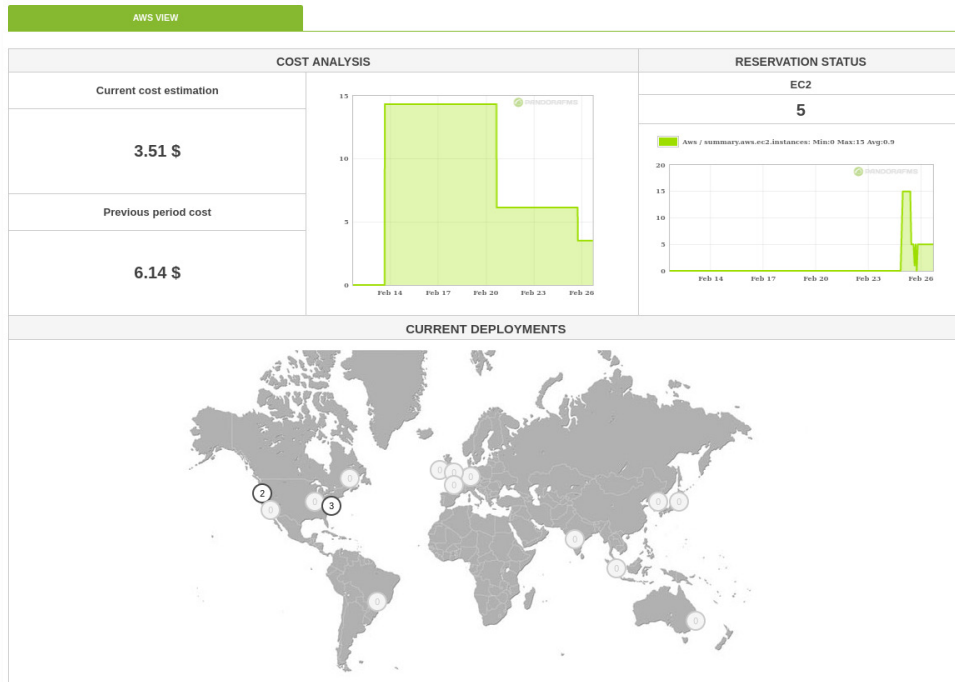 AWS VIEW
COST ANALYSIS
RESERVATION STATUS
Current cost estimation
3.51 $
Previous period cost
6.14 $
15
10
5
0
Feb 14 Feb 17 Feb 20 Feb 23 Feb 26
PANDORAFMS
EC2
5
Aws / summary.aws.ec2.instances: Min:0 Max:15 Avg:0.9
20
15
10
5
0
Feb 14 Feb 17 Feb 20 Feb 23 Feb 26
PANDORAFMS
CURRENT DEPLOYMENTS
0 0 0
0 0
2 0 3 0 0
0
0
0
0
0